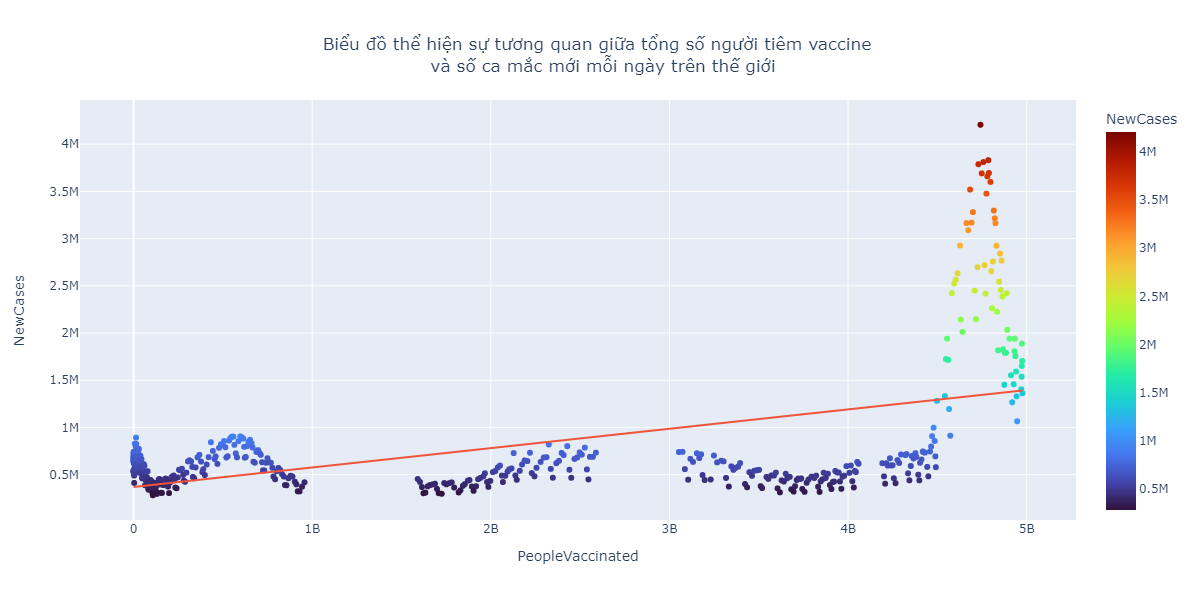 Biểu đồ thể hiện sự tương quan giữa tổng số người tiêm vaccine
và số ca mắc mới mỗi ngày trên thế giới
NewCases
4M
3.5M
3M
2.5M
2M
1.5M
1M
0.5M
0
1B
2B
3B
4B
5B
PeopleVaccinated
NewCases
4M
3.5M
3M
2.5M
2M
1.5M
1M
0.5M